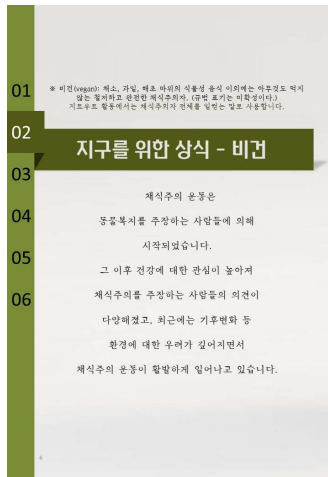 01
※ 비건(vegan): 채소, 과일, 해초 따위의 식물성 음식 이외에는 아무것도 먹지
않는 철저하고 완전한 채식주의자. (규범 표기는 미확정이다.)
지트우트 활동에서는 채식주의자 전체를 일컫는 말로 사용합니다.
02
지구를 위한 상식 - 비건
03
채식주의 운동은
04
동물복지를 주장하는 사람들에 의해
시작되었습니다.
05
그 이후 건강에 대한 관심이 높아져
06
채식주의를 주장하는 사람들의 의견이
다양해졌고, 최근에는 기후변화 등
환경에 대한 우려가 깊어지면서
채식주의 운동이 활발하게 일어나고 있습니다.
6